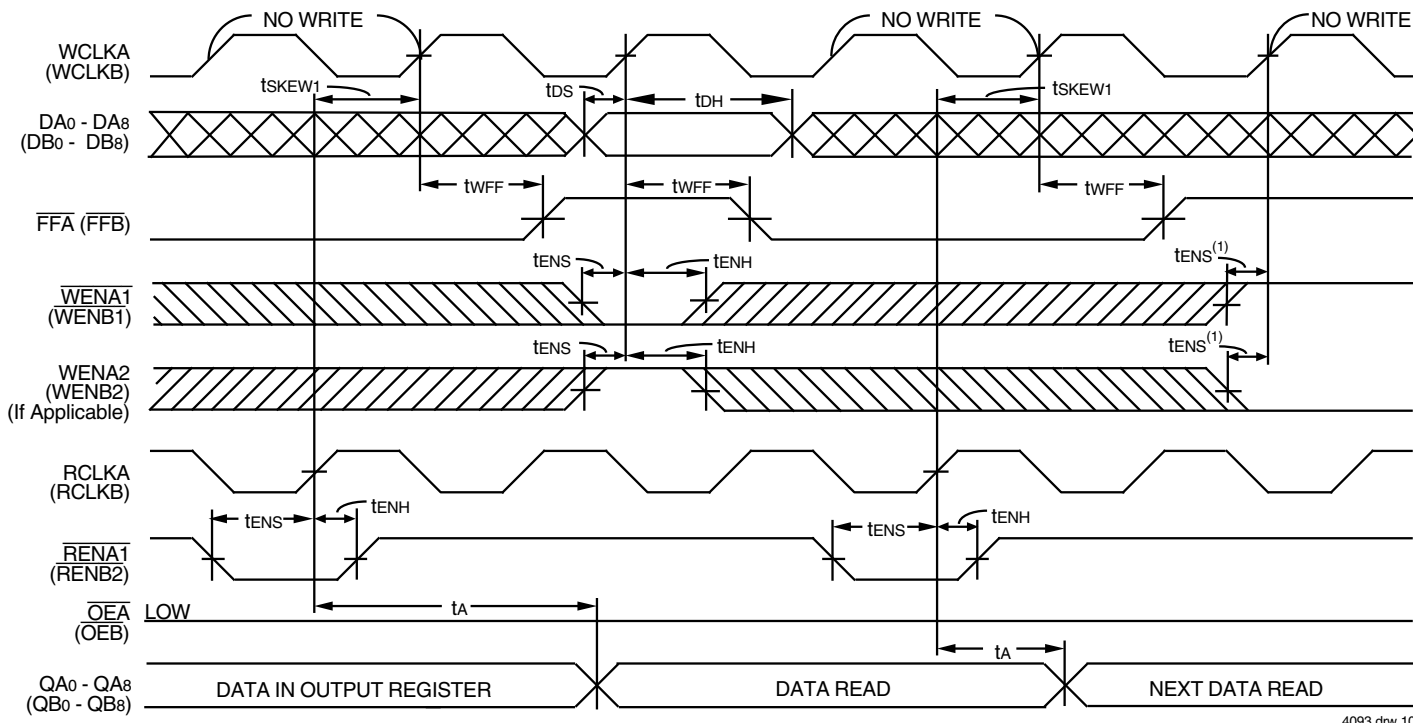 NO WRITE
NO WRITE
NO WRITE
WCLKA
(WCLKB)
tSKEW1
tDS
tDH
tSKEW1
DA0 - DA8
(DB0 - DB8)
tWFF
tWFF
tWFF
FFA (FFB)
tENS
tENH
tENS(1)
WENA1
(WENB1)
tENS
tENH
tENS(1)
WENA2
(WENB2)
(If Applicable)
RCLKA
(RCLKB)
tENS
tENH
tENS
tENH
RENA1
(RENB2)
tA
OEA LOW
(OEB)
tA
QA0 - QA8
(QB0 - QB8)
DATA IN OUTPUT REGISTER
DATA READ
NEXT DATA READ
4093 drw 10